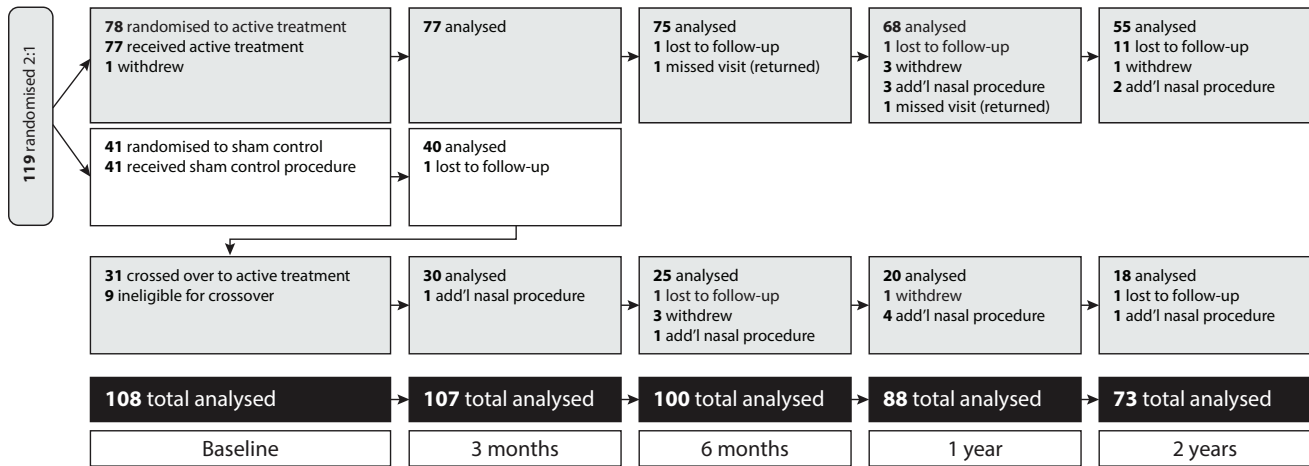 119 randomised 2:1
78 randomised to active treatment
77 received active treatment
1 withdrew
77 analysed
75 analysed
1 lost to follow-up
1 missed visit (returned)
68 analysed
1 lost to follow-up
3 withdrew
3 add'l nasal procedure
1 missed visit (returned)
55 analysed
11 lost to follow-up
1 withdrew
2 add'l nasal procedure
41 randomised to sham control
41 received sham control procedure
40 analysed
1 lost to follow-up
31 crossed over to active treatment
9 ineligible for crossover
30 analysed
1 add'l nasal procedure
25 analysed
1 lost to follow-up
3 withdrew
1 add'l nasal procedure
20 analysed
1 withdrew
4 add'l nasal procedure
18 analysed
1 lost to follow-up
1 add'l nasal procedure
108 total analysed
107 total analysed
100 total analysed
88 total analysed
73 total analysed
Baseline
3 months
6 months
1 year
2 years